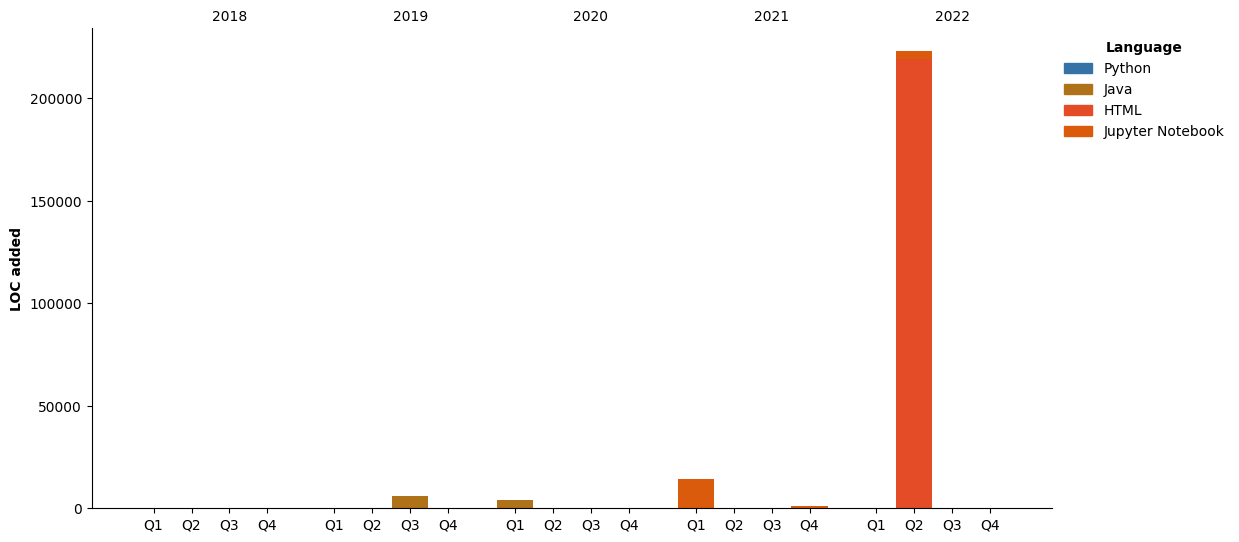 2018 2019 2020 2021 2022
Language
Python
Java
HTML
Jupyter Notebook
LOC added
200000
150000
100000
50000
0
Q1 Q2 Q3 Q4 Q1 Q2 Q3 Q4 Q1 Q2 Q3 Q4 Q1 Q2 Q3 Q4 Q1 Q2 Q3 Q4